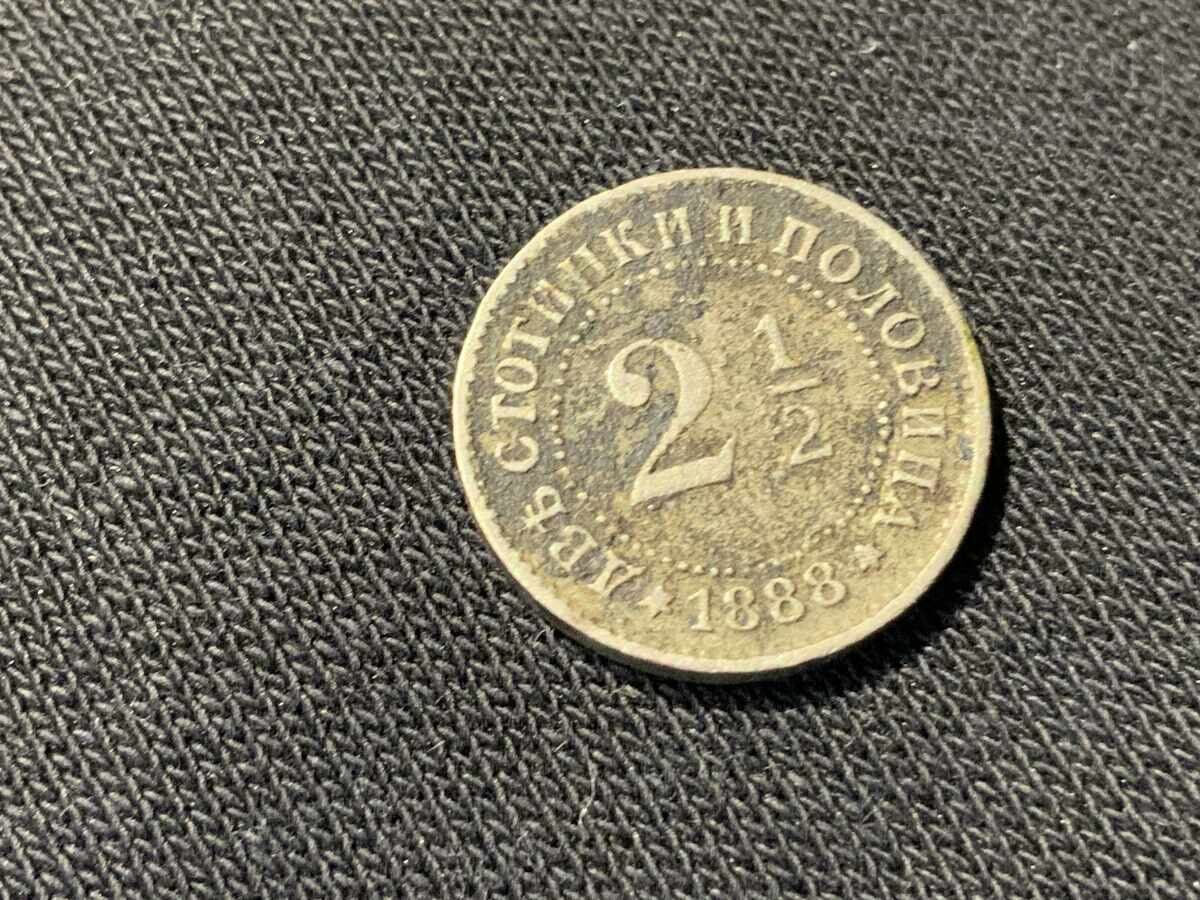 ДВѢ СТОТИНКИ И ПОЛОВИНА
2 1/2
★ 1888 ★